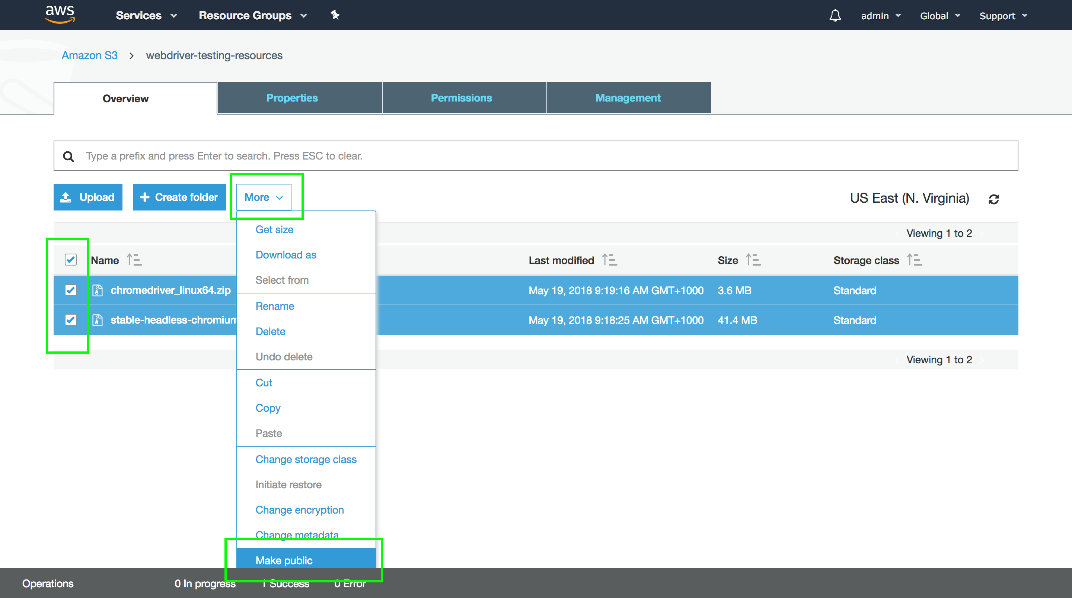 aws Services Resource Groups admin Global Support
Amazon S3 > webdriver-testing-resources
Overview Properties Permissions Management
Type a prefix and press Enter to search. Press ESC to clear.
Upload + Create folder More US East (N. Virginia)
Viewing 1 to 2
Name Last modified Size Storage class
chromedriver_linux64.zip May 19, 2018 9:19:16 AM GMT+1000 3.6 MB Standard
stable-headless-chromium May 19, 2018 9:18:25 AM GMT+1000 41.4 MB Standard
Viewing 1 to 2
Get size
Download as
Select from
Rename
Delete
Undo delete
Cut
Copy
Paste
Change storage class
Initiate restore
Change encryption
Change metadata
Make public
Operations 0 In progress 1 Success 0 Error